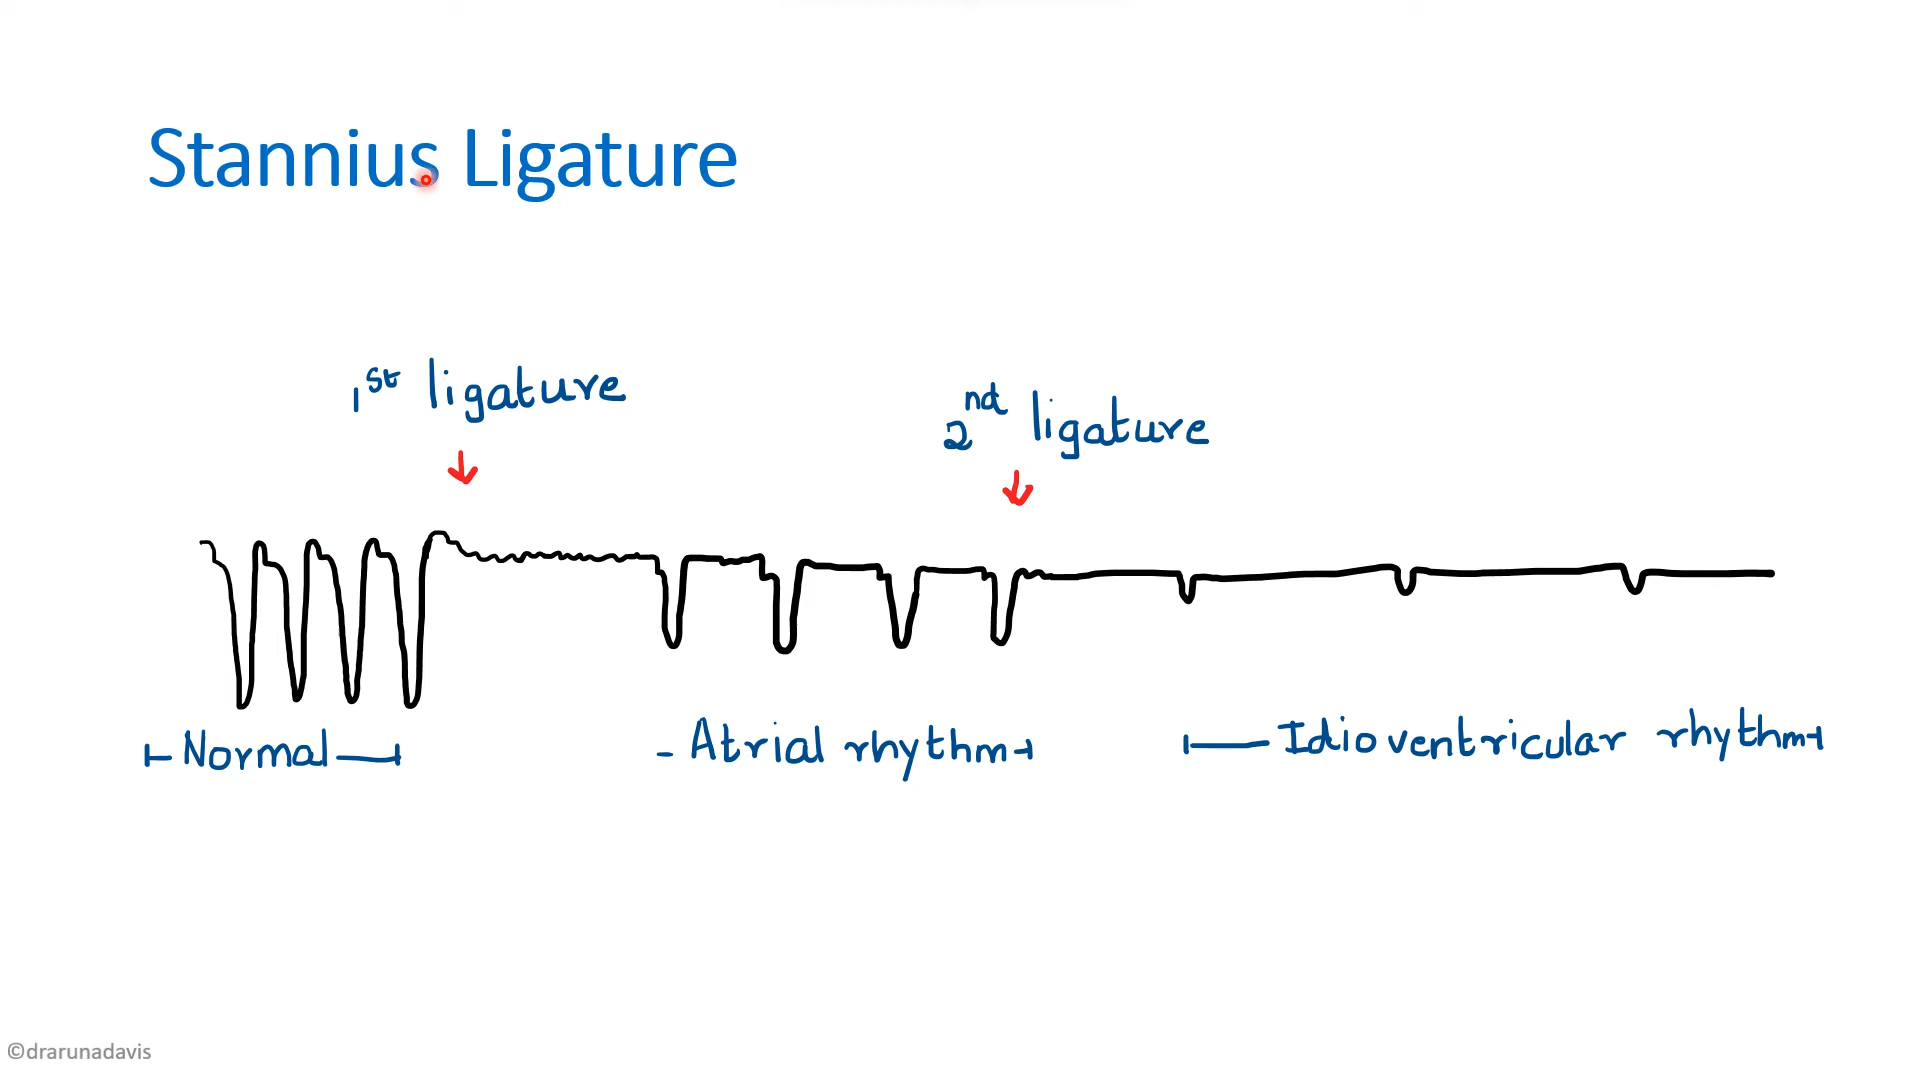 Stannius Ligature
1st ligature
2nd ligature
Normal
Atrial rhythm
Idioventricular rhythm
©drarunadavis